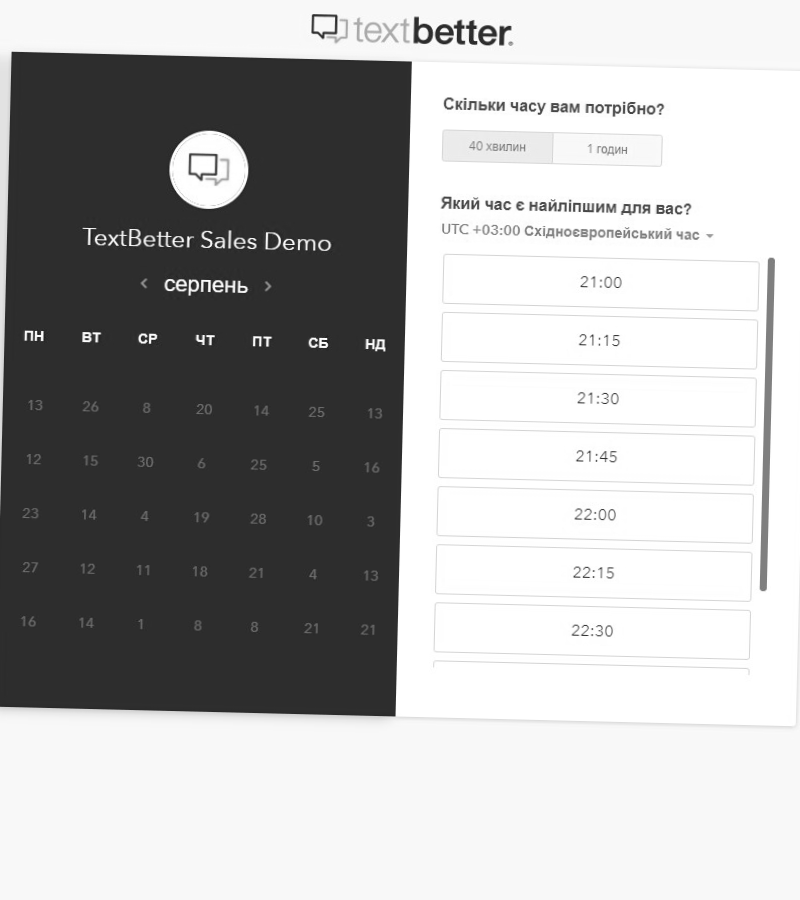 textbetter.
TextBetter Sales Demo
серпень
ПН ВТ СР ЧТ ПТ СБ НД
13 26 8 20 14 25 13
12 15 30 6 25 5 16
23 14 4 19 28 10 3
27 12 11 18 21 4 13
16 14 1 8 8 21 21
Скільки часу вам потрібно?
40 хвилин 1 годин
Який час є найліпшим для вас?
UTC +03:00 Східноєвропейський час
21:00
21:15
21:30
21:45
22:00
22:15
22:30